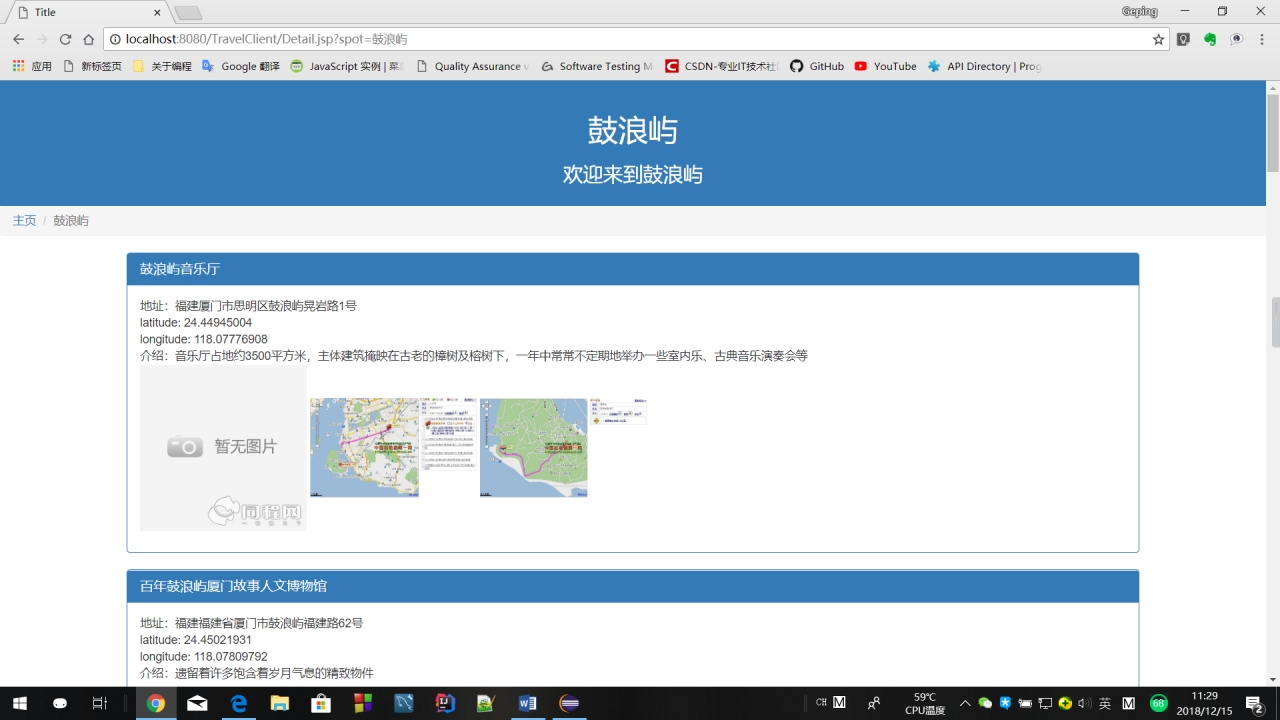 Title
Geping
localhost:8080/TravelClient/Detail.jsp?spot=鼓浪屿
应用 新标签页 关于编程 Google 翻译 JavaScript 实例 | 菜 Quality Assurance Software Testing M CSDN-专业IT技术社 GitHub YouTube API Directory | Prog
鼓浪屿
欢迎来到鼓浪屿
主页 / 鼓浪屿
鼓浪屿音乐厅
地址：福建厦门市思明区鼓浪屿晃岩路1号
latitude: 24.44945004
longitude: 118.07776908
介绍：音乐厅占地约3500平方米，主体建筑掩映在古老的樟树及榕树下，一年中常常不定期地举办一些室内乐、古典音乐演奏会等
暂无图片
同程网
百年鼓浪屿厦门故事人文博物馆
地址：福建福建省厦门市鼓浪屿福建路62号
latitude: 24.45021931
longitude: 118.07809792
介绍：遗留着许多饱含着岁月气息的精致物件
CH M 59℃ 英 M 68 11:29
CPU温度 2018/12/15 2